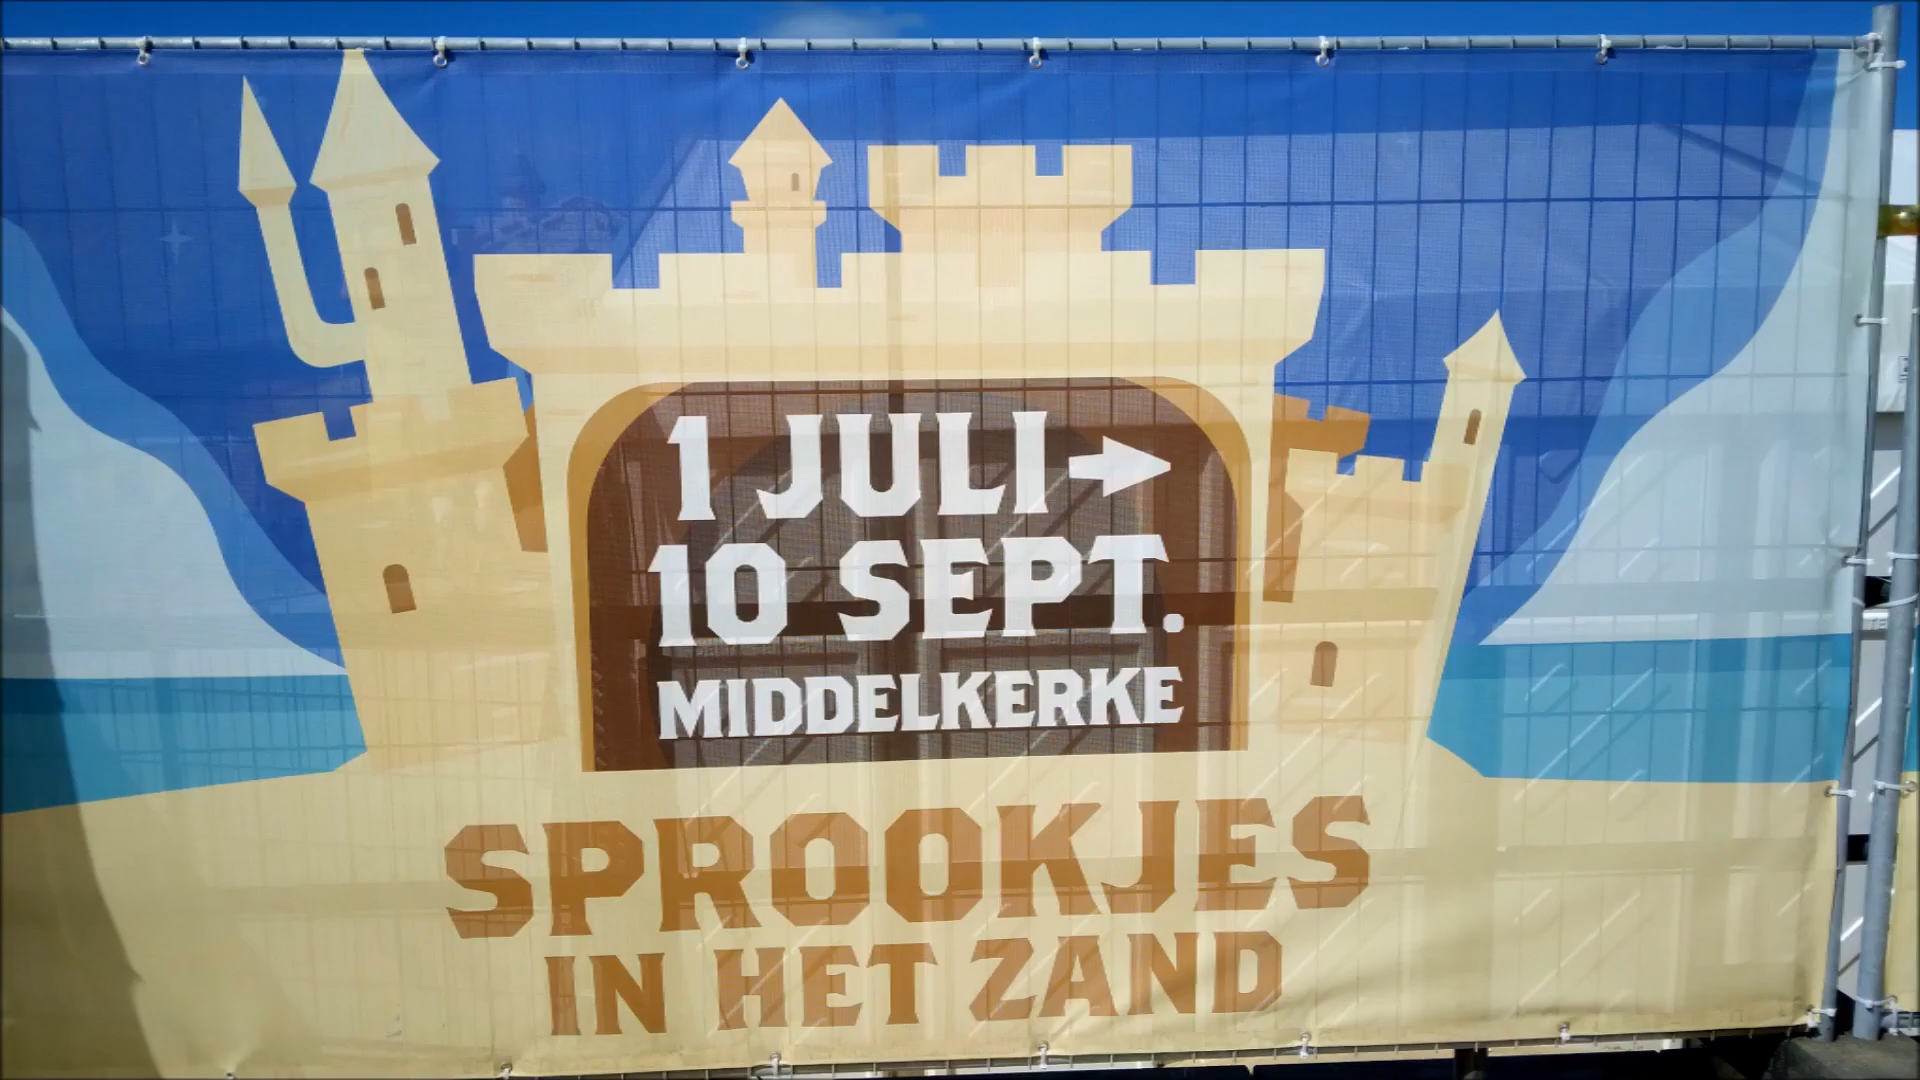 1 JULI →
10 SEPT.
MIDDELKERKE
SPROOKJES
IN HET ZAND